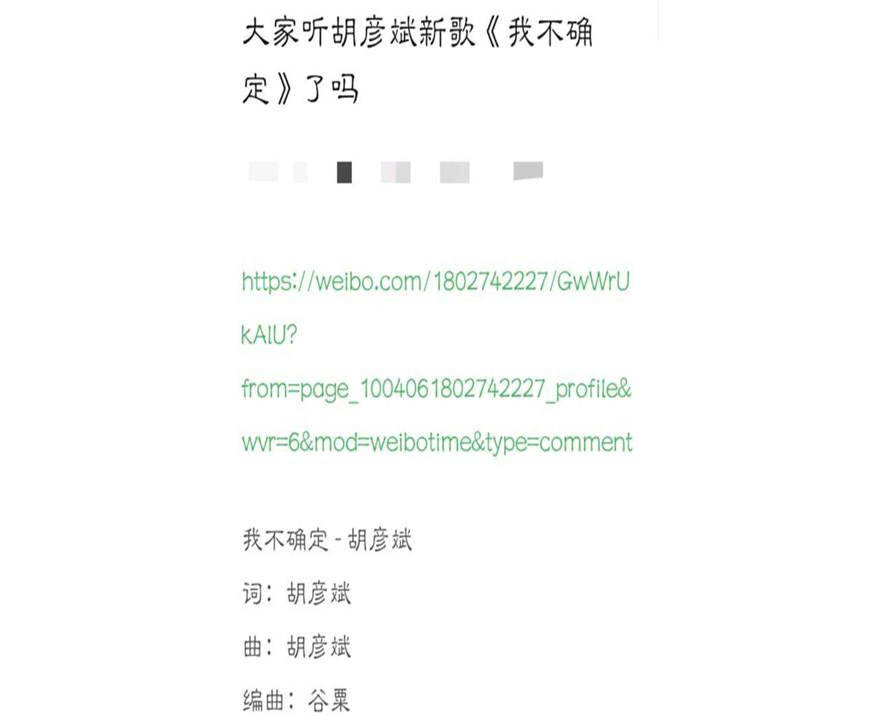 大家听胡彦斌新歌《我不确
定》了吗
https://weibo.com/1802742227/GwWrU
kAlU?
from=page_1004061802742227_profile&
wvr=6&mod=weibotime&type=comment
我不确定 - 胡彦斌
词：胡彦斌
曲：胡彦斌
编曲：谷粟